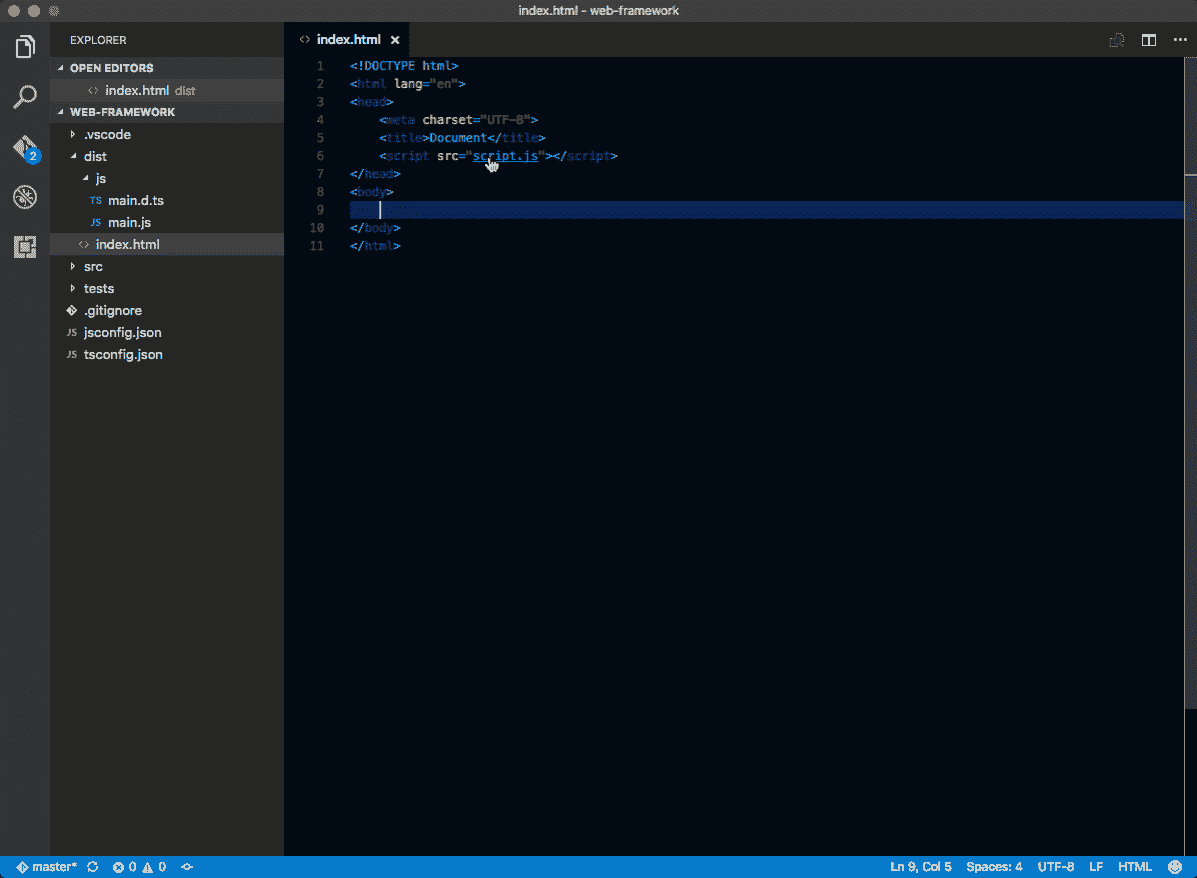 index.html - web-framework
EXPLORER
OPEN EDITORS
<> index.html dist
WEB-FRAMEWORK
.vscode
dist
js
TS main.d.ts
JS main.js
<> index.html
src
tests
.gitignore
JS jsconfig.json
JS tsconfig.json
2
<> index.html ×
1 <!DOCTYPE html>
2 <html lang="en">
3 <head>
4 <meta charset="UTF-8">
5 <title>Document</title>
6 <script src="script.js"></script>
7 </head>
8 <body>
9
10 </body>
11 </html>
master* 0 0 Ln 9, Col 5 Spaces: 4 UTF-8 LF HTML